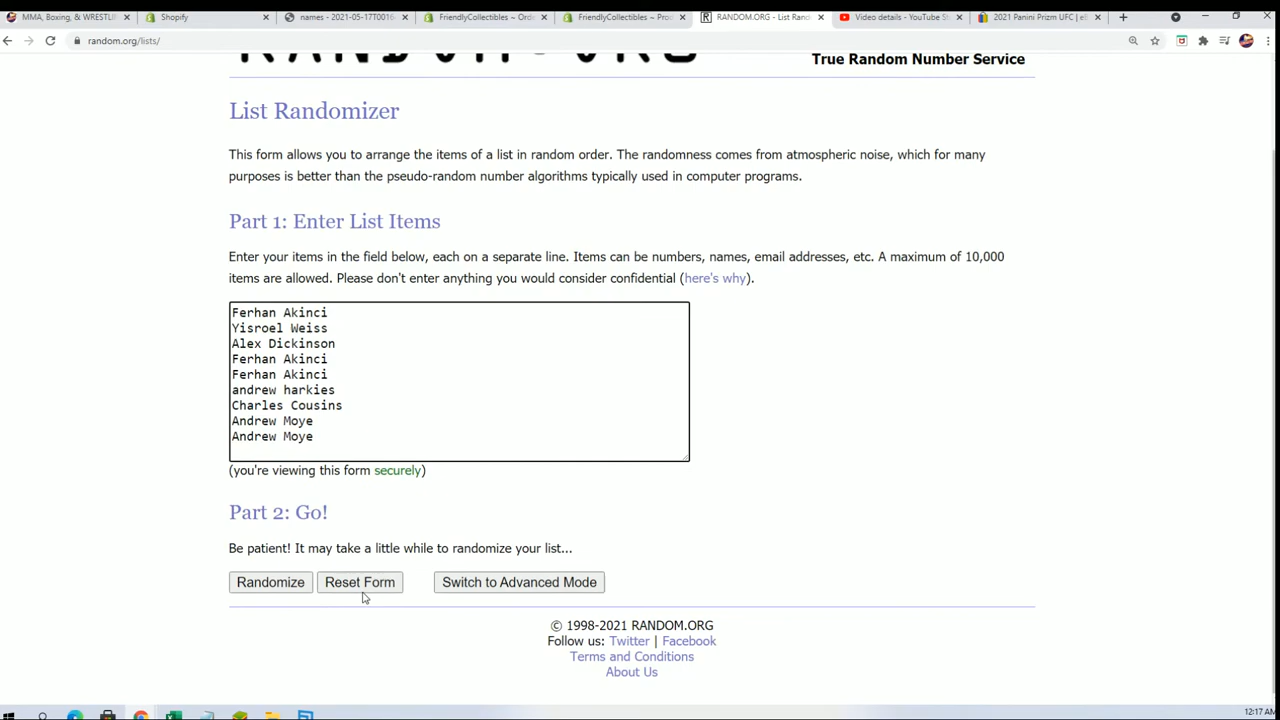 MMA, Boxing, & WRESTLI
Shopify
names - 2021-05-17T0016
FriendlyCollectibles ~ Ord
FriendlyCollectibles ~ Prod
RANDOM.ORG - List Rand
Video details - YouTube St
2021 Panini Prizm UFC | e
random.org/lists/
RANDOM.ORG
True Random Number Service
List Randomizer
This form allows you to arrange the items of a list in random order. The randomness comes from atmospheric noise, which for many
purposes is better than the pseudo-random number algorithms typically used in computer programs.
Part 1: Enter List Items
Enter your items in the field below, each on a separate line. Items can be numbers, names, email addresses, etc. A maximum of 10,000
items are allowed. Please don't enter anything you would consider confidential (here's why).
Ferhan Akinci
Yisroel Weiss
Alex Dickinson
Ferhan Akinci
Ferhan Akinci
andrew harkies
Charles Cousins
Andrew Moye
Andrew Moye
(you're viewing this form securely)
Part 2: Go!
Be patient! It may take a little while to randomize your list...
Randomize
Reset Form
Switch to Advanced Mode
© 1998-2021 RANDOM.ORG
Follow us: Twitter | Facebook
Terms and Conditions
About Us
12:17 AM